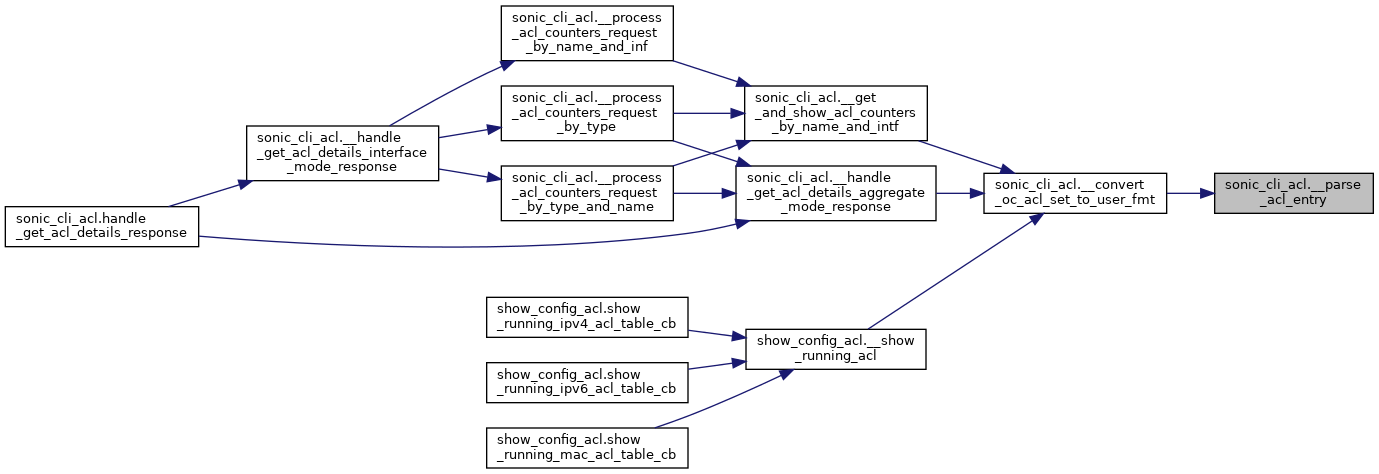 sonic_cli_acl.__process
_acl_counters_request
_by_name_and_inf
sonic_cli_acl.__process
_acl_counters_request
_by_type
sonic_cli_acl.__get
_and_show_acl_counters
_by_name_and_intf
sonic_cli_acl.__handle
_get_acl_details_interface
_mode_response
sonic_cli_acl.__process
_acl_counters_request
_by_type_and_name
sonic_cli_acl.__handle
_get_acl_details_aggregate
_mode_response
sonic_cli_acl.__convert
_oc_acl_set_to_user_fmt
sonic_cli_acl.__parse
_acl_entry
sonic_cli_acl.handle
_get_acl_details_response
show_config_acl.show
_running_ipv4_acl_table_cb
show_config_acl.__show
_running_acl
show_config_acl.show
_running_ipv6_acl_table_cb
show_config_acl.show
_running_mac_acl_table_cb